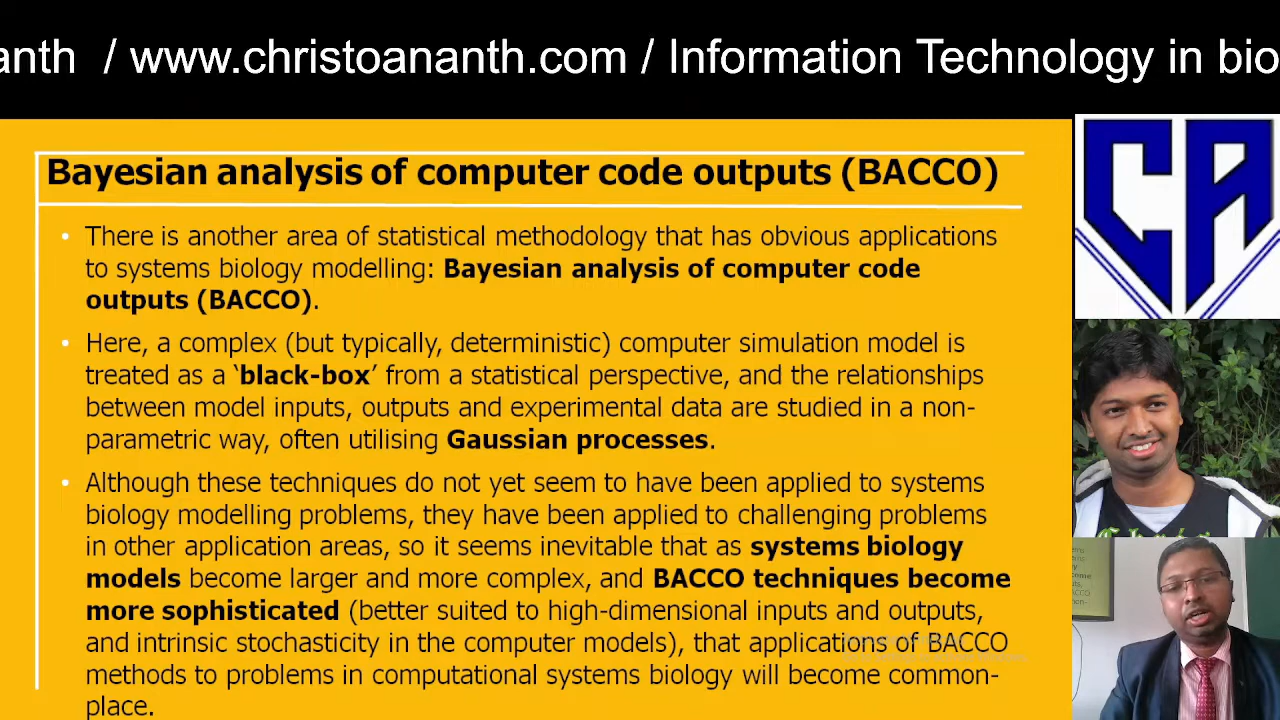 anth / www.christoananth.com / Information Technology in bio
Bayesian analysis of computer code outputs (BACCO)
• There is another area of statistical methodology that has obvious applications
to systems biology modelling: Bayesian analysis of computer code
outputs (BACCO).
• Here, a complex (but typically, deterministic) computer simulation model is
treated as a ‘black-box’ from a statistical perspective, and the relationships
between model inputs, outputs and experimental data are studied in a non-
parametric way, often utilising Gaussian processes.
• Although these techniques do not yet seem to have been applied to systems
biology modelling problems, they have been applied to challenging problems
in other application areas, so it seems inevitable that as systems biology
models become larger and more complex, and BACCO techniques become
more sophisticated (better suited to high-dimensional inputs and outputs,
and intrinsic stochasticity in the computer models), that applications of BACCO
methods to problems in computational systems biology will become common-
place.
CA